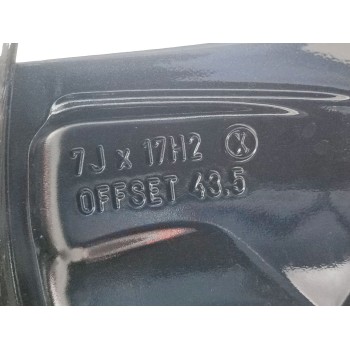 7J x 17H2 Ⓧ
OFFSET 43,5